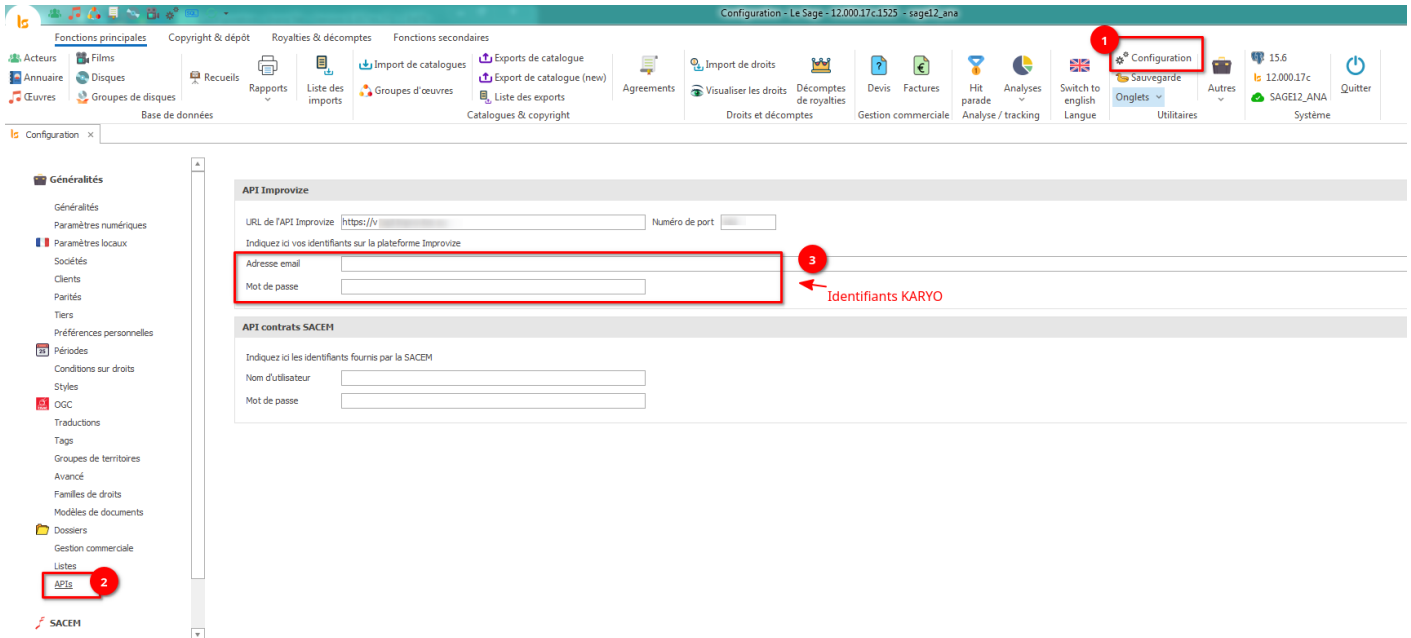 Configuration - Le Sage - 12.000.17c.1525 - sage12_ana
ls
Fonctions principales Copyright & dépôt Royalties & décomptes Fonctions secondaires
1
Acteurs Films
Annuaire Disques Recueils
Œuvres Groupes de disques
Base de données
Rapports
Liste des
imports
Import de catalogues
Groupes d'œuvres
Exports de catalogue
Export de catalogue (new)
Liste des exports
Catalogues & copyright
Agreements
Import de droits
Visualiser les droits
Décomptes
de royalties
Droits et décomptes
Devis Factures
Gestion commerciale
Hit
parade
Analyses
Analyse / tracking
Switch to
english
Langue
Configuration
Sauvegarde
Onglets
Autres
Utilitaires
15.6
ls 12.000.17c
SAGE12_ANA
Quitter
Système
ls Configuration ×
Généralités
Généralités
Paramètres numériques
Paramètres locaux
Sociétés
Clients
Parités
Tiers
Préférences personnelles
25 Périodes
Conditions sur droits
Styles
OGC
Traductions
Tags
Groupes de territoires
Avancé
Familles de droits
Modèles de documents
Dossiers
Gestion commerciale
Listes
APIs
2
SACEM
API Improvize
URL de l'API Improvize https://v Numéro de port
Indiquez ici vos identifiants sur la plateforme Improvize
Adresse email
3
Mot de passe
Identifiants KARYO
API contrats SACEM
Indiquez ici les identifiants fournis par la SACEM
Nom d'utilisateur
Mot de passe